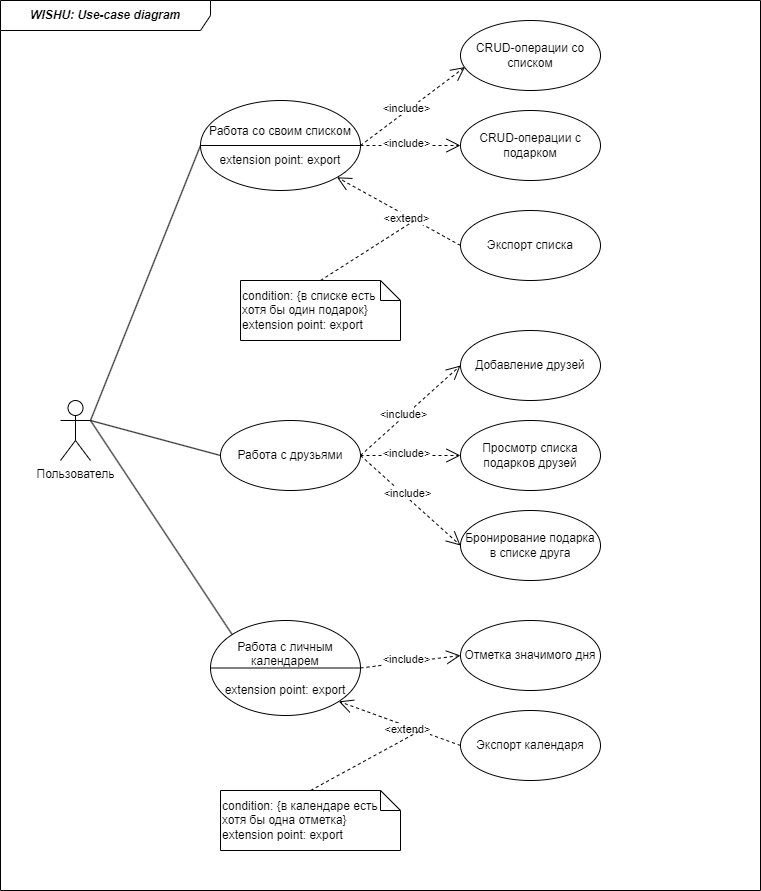 WISHU: Use-case diagram
CRUD-операции со
списком
<include>
Работа со своим списком
extension point: export
<include>
CRUD-операции с
подарком
<extend>
Экспорт списка
condition: {в списке есть
хотя бы один подарок}
extension point: export
Добавление друзей
<include>
Пользователь
Работа с друзьями
<include>
Просмотр списка
подарков друзей
<include>
Бронирование подарка
в списке друга
Работа с личным
календарем
extension point: export
<include>
Отметка значимого дня
<extend>
Экспорт календаря
condition: {в календаре есть
хотя бы одна отметка}
extension point: export